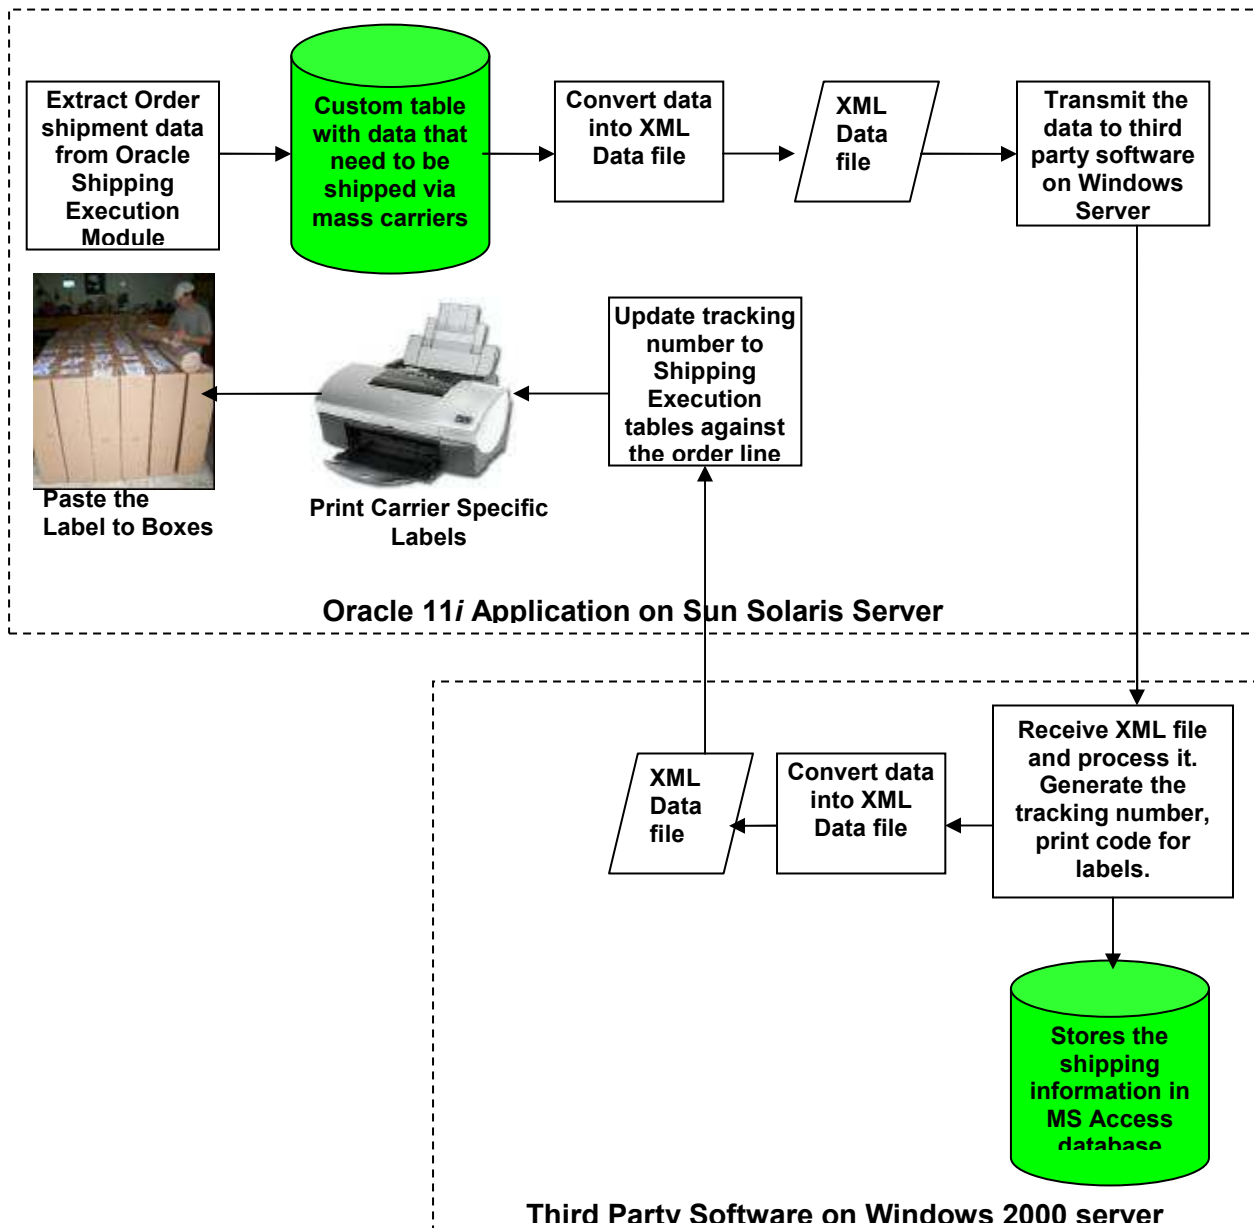 Extract Order
shipment data
from Oracle
Shipping
Execution
Module
Custom table
with data that
need to be
shipped via
mass carriers
Convert data
into XML
Data file
XML
Data
file
Transmit the
data to third
party software
on Windows
Server
Update tracking
number to
Shipping
Execution
tables against
the order line
Print Carrier Specific
Labels
Paste the
Label to Boxes
Oracle 11i Application on Sun Solaris Server
Receive XML file
and process it.
Generate the
tracking number,
print code for
labels.
Convert data
into XML
Data file
XML
Data
file
Stores the
shipping
information in
MS Access
database
Third Party Software on Windows 2000 server